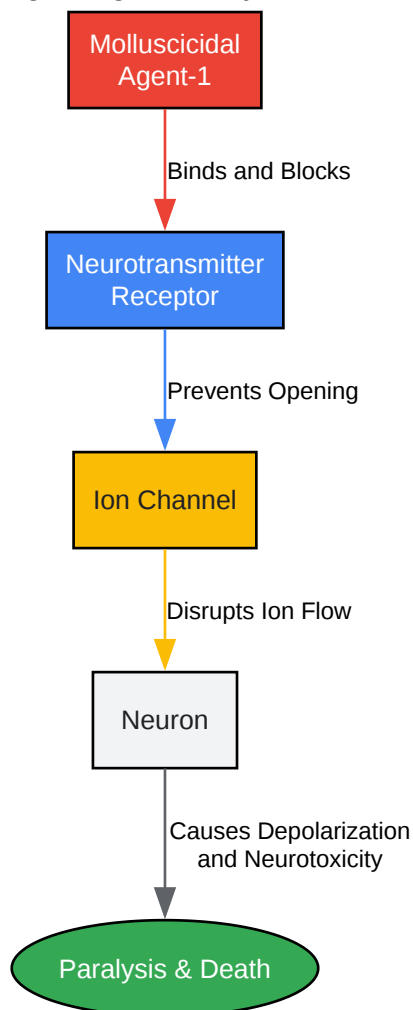 Molluscicidal
Agent-1
Binds and Blocks
Neurotransmitter
Receptor
Prevents Opening
Ion Channel
Disrupts Ion Flow
Neuron
Causes Depolarization
and Neurotoxicity
Paralysis & Death